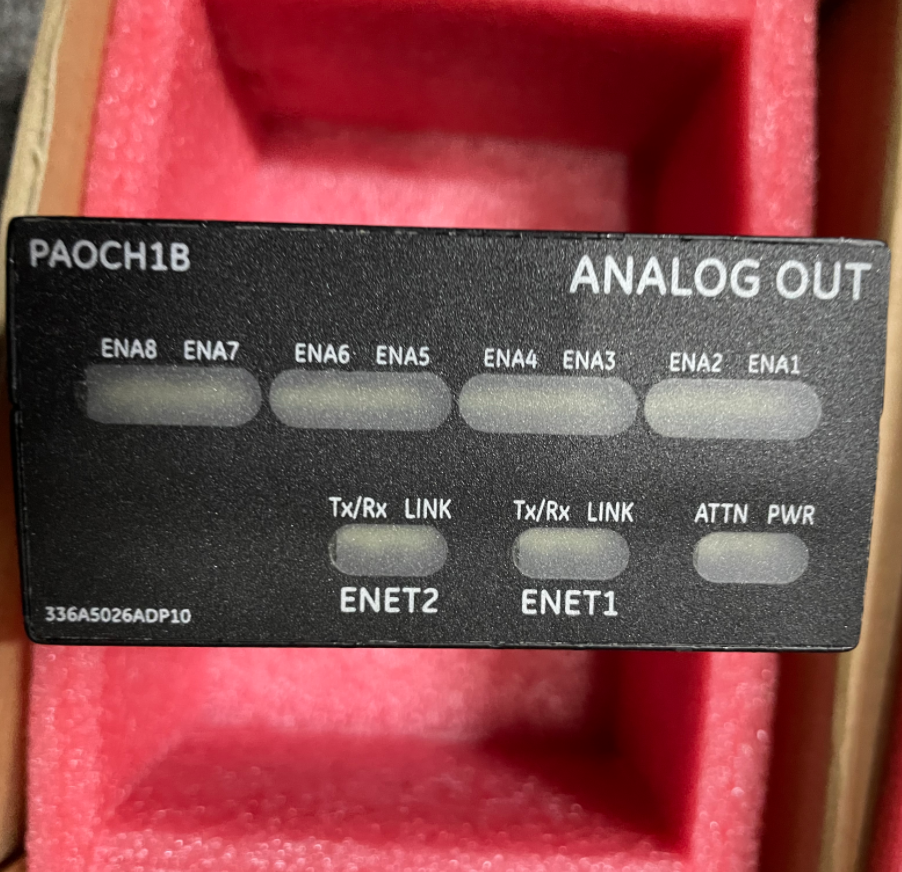 PAOCH1B
ANALOG OUT
ENA8 ENA7 ENA6 ENA5 ENA4 ENA3 ENA2 ENA1
Tx/Rx LINK Tx/Rx LINK ATTN PWR
ENET2 ENET1
336A5026ADP10